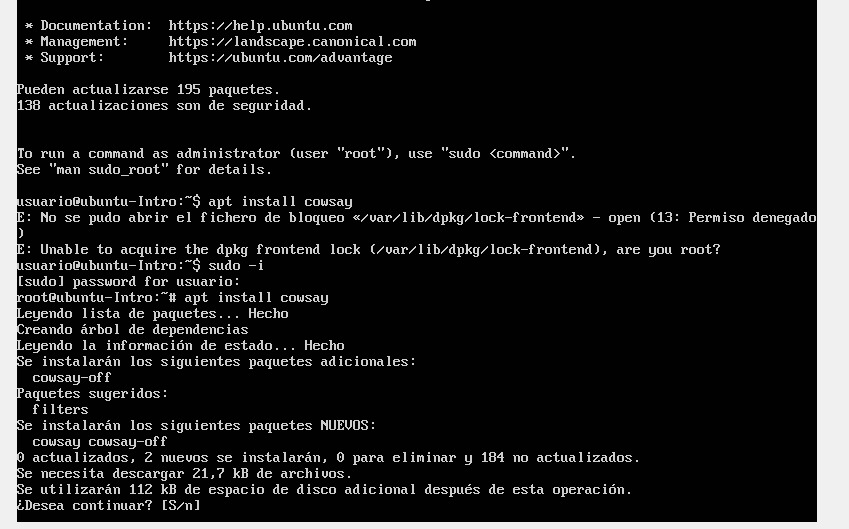 * Documentation:  https://help.ubuntu.com
* Management:     https://landscape.canonical.com
* Support:        https://ubuntu.com/advantage
Pueden actualizarse 195 paquetes.
138 actualizaciones son de seguridad.
To run a command as administrator (user "root"), use "sudo <command>".
See "man sudo_root" for details.
usuario@ubuntu-Intro:~$ apt install cowsay
E: No se pudo abrir el fichero de bloqueo «/var/lib/dpkg/lock-frontend» - open (13: Permiso denegado
)
E: Unable to acquire the dpkg frontend lock (/var/lib/dpkg/lock-frontend), are you root?
usuario@ubuntu-Intro:~$ sudo -i
[sudo] password for usuario:
root@ubuntu-Intro:~# apt install cowsay
Leyendo lista de paquetes... Hecho
Creando árbol de dependencias
Leyendo la información de estado... Hecho
Se instalarán los siguientes paquetes adicionales:
  cowsay-off
Paquetes sugeridos:
  filters
Se instalarán los siguientes paquetes NUEVOS:
  cowsay cowsay-off
0 actualizados, 2 nuevos se instalarán, 0 para eliminar y 184 no actualizados.
Se necesita descargar 21,7 kB de archivos.
Se utilizarán 112 kB de espacio de disco adicional después de esta operación.
¿Desea continuar? [S/n]